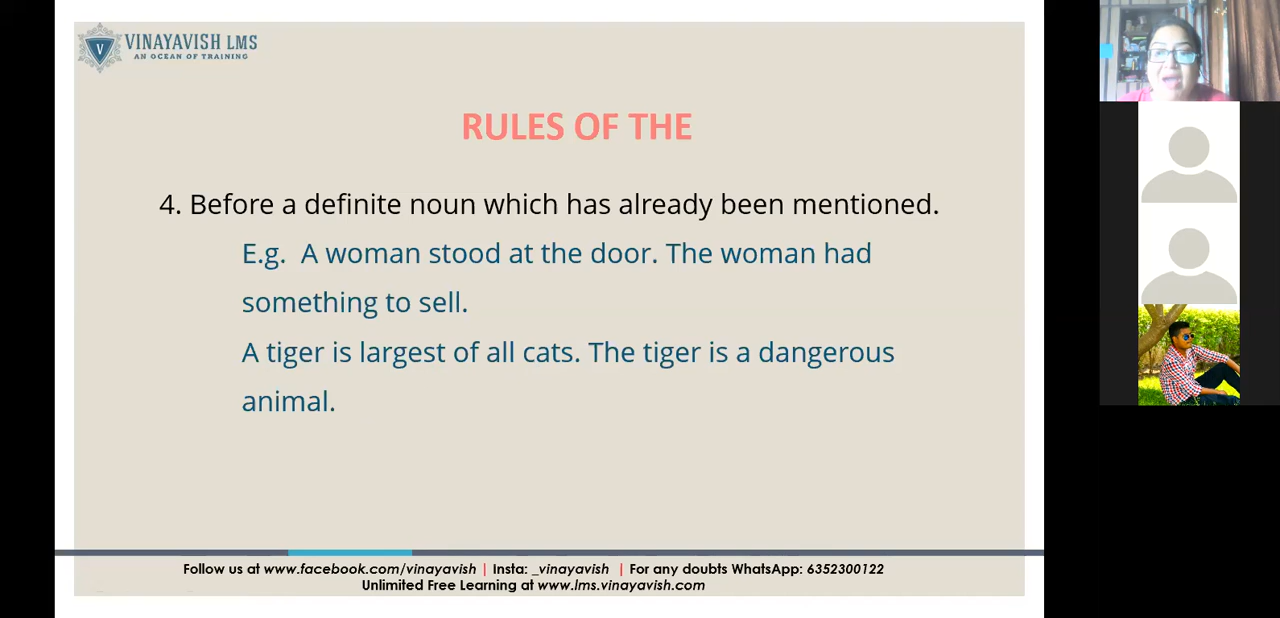 VINAYAVISH LMS
AN OCEAN OF TRAINING
V
RULES OF THE
4. Before a definite noun which has already been mentioned.
E.g.  A woman stood at the door. The woman had
something to sell.
A tiger is largest of all cats. The tiger is a dangerous
animal.
Follow us at www.facebook.com/vinayavish | Insta: _vinayavish | For any doubts WhatsApp: 6352300122
Unlimited Free Learning at www.lms.vinayavish.com